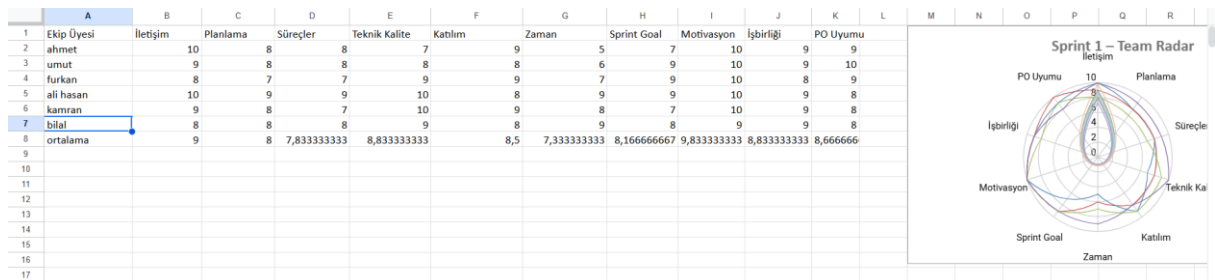 A B C D E F G H I J K L M N O P Q R
1 Ekip Üyesi İletişim Planlama Süreçler Teknik Kalite Katılım Zaman Sprint Goal Motivasyon İşbirliği PO Uyumu
2 ahmet 10 8 8 7 9 5 7 10 9 9
3 umut 9 8 8 8 8 6 9 10 9 10
4 furkan 8 7 7 9 9 7 9 10 8 9
5 ali hasan 10 9 9 10 8 9 9 10 9 8
6 kamran 9 8 7 10 9 8 7 10 9 8
7 bilal 8 8 8 9 8 9 8 9 9 8
8 ortalama 9 8 7,833333333 8,833333333 8,5 7,333333333 8,166666667 9,833333333 8,833333333 8,666666
9
10
11
12
13
14
15
16
17
Sprint 1 – Team Radar
İletişim
PO Uyumu 10 Planlama
8
6
4
İşbirliği Süreçle
2
0
Motivasyon Teknik Kal
Sprint Goal Katılım
Zaman